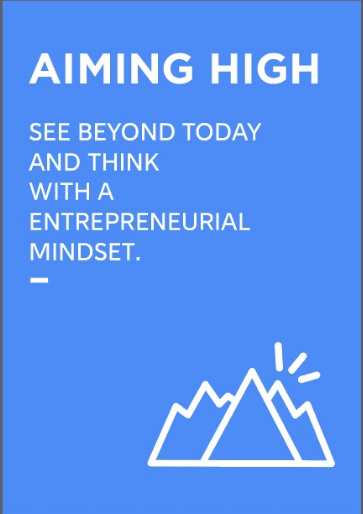 AIMING HIGH
SEE BEYOND TODAY
AND THINK
WITH A
ENTREPRENEURIAL
MINDSET.